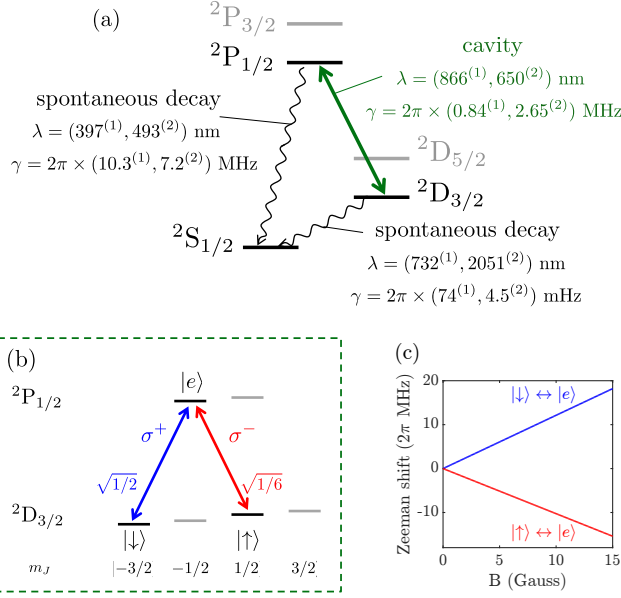 (a)
²P₃/₂
²P₁/₂
cavity
λ = (866⁽¹⁾, 650⁽²⁾) nm
γ = 2π × (0.84⁽¹⁾, 2.65⁽²⁾) MHz
spontaneous decay
λ = (397⁽¹⁾, 493⁽²⁾) nm
γ = 2π × (10.3⁽¹⁾, 7.2⁽²⁾) MHz
²D₅/₂
²D₃/₂
²S₁/₂
spontaneous decay
λ = (732⁽¹⁾, 2051⁽²⁾) nm
γ = 2π × (74⁽¹⁾, 4.5⁽²⁾) mHz
(b)
|e⟩
²P₁/₂
σ⁺ σ⁻
√1/2 √1/6
²D₃/₂
|↓⟩ |↑⟩
m_J |−3/2 −1/2 1/2 3/2|
(c)
Zeeman shift (2π MHz)
20
10
0
-10
|↓⟩ ↔ |e⟩
|↑⟩ ↔ |e⟩
0 5 10 15
B (Gauss)